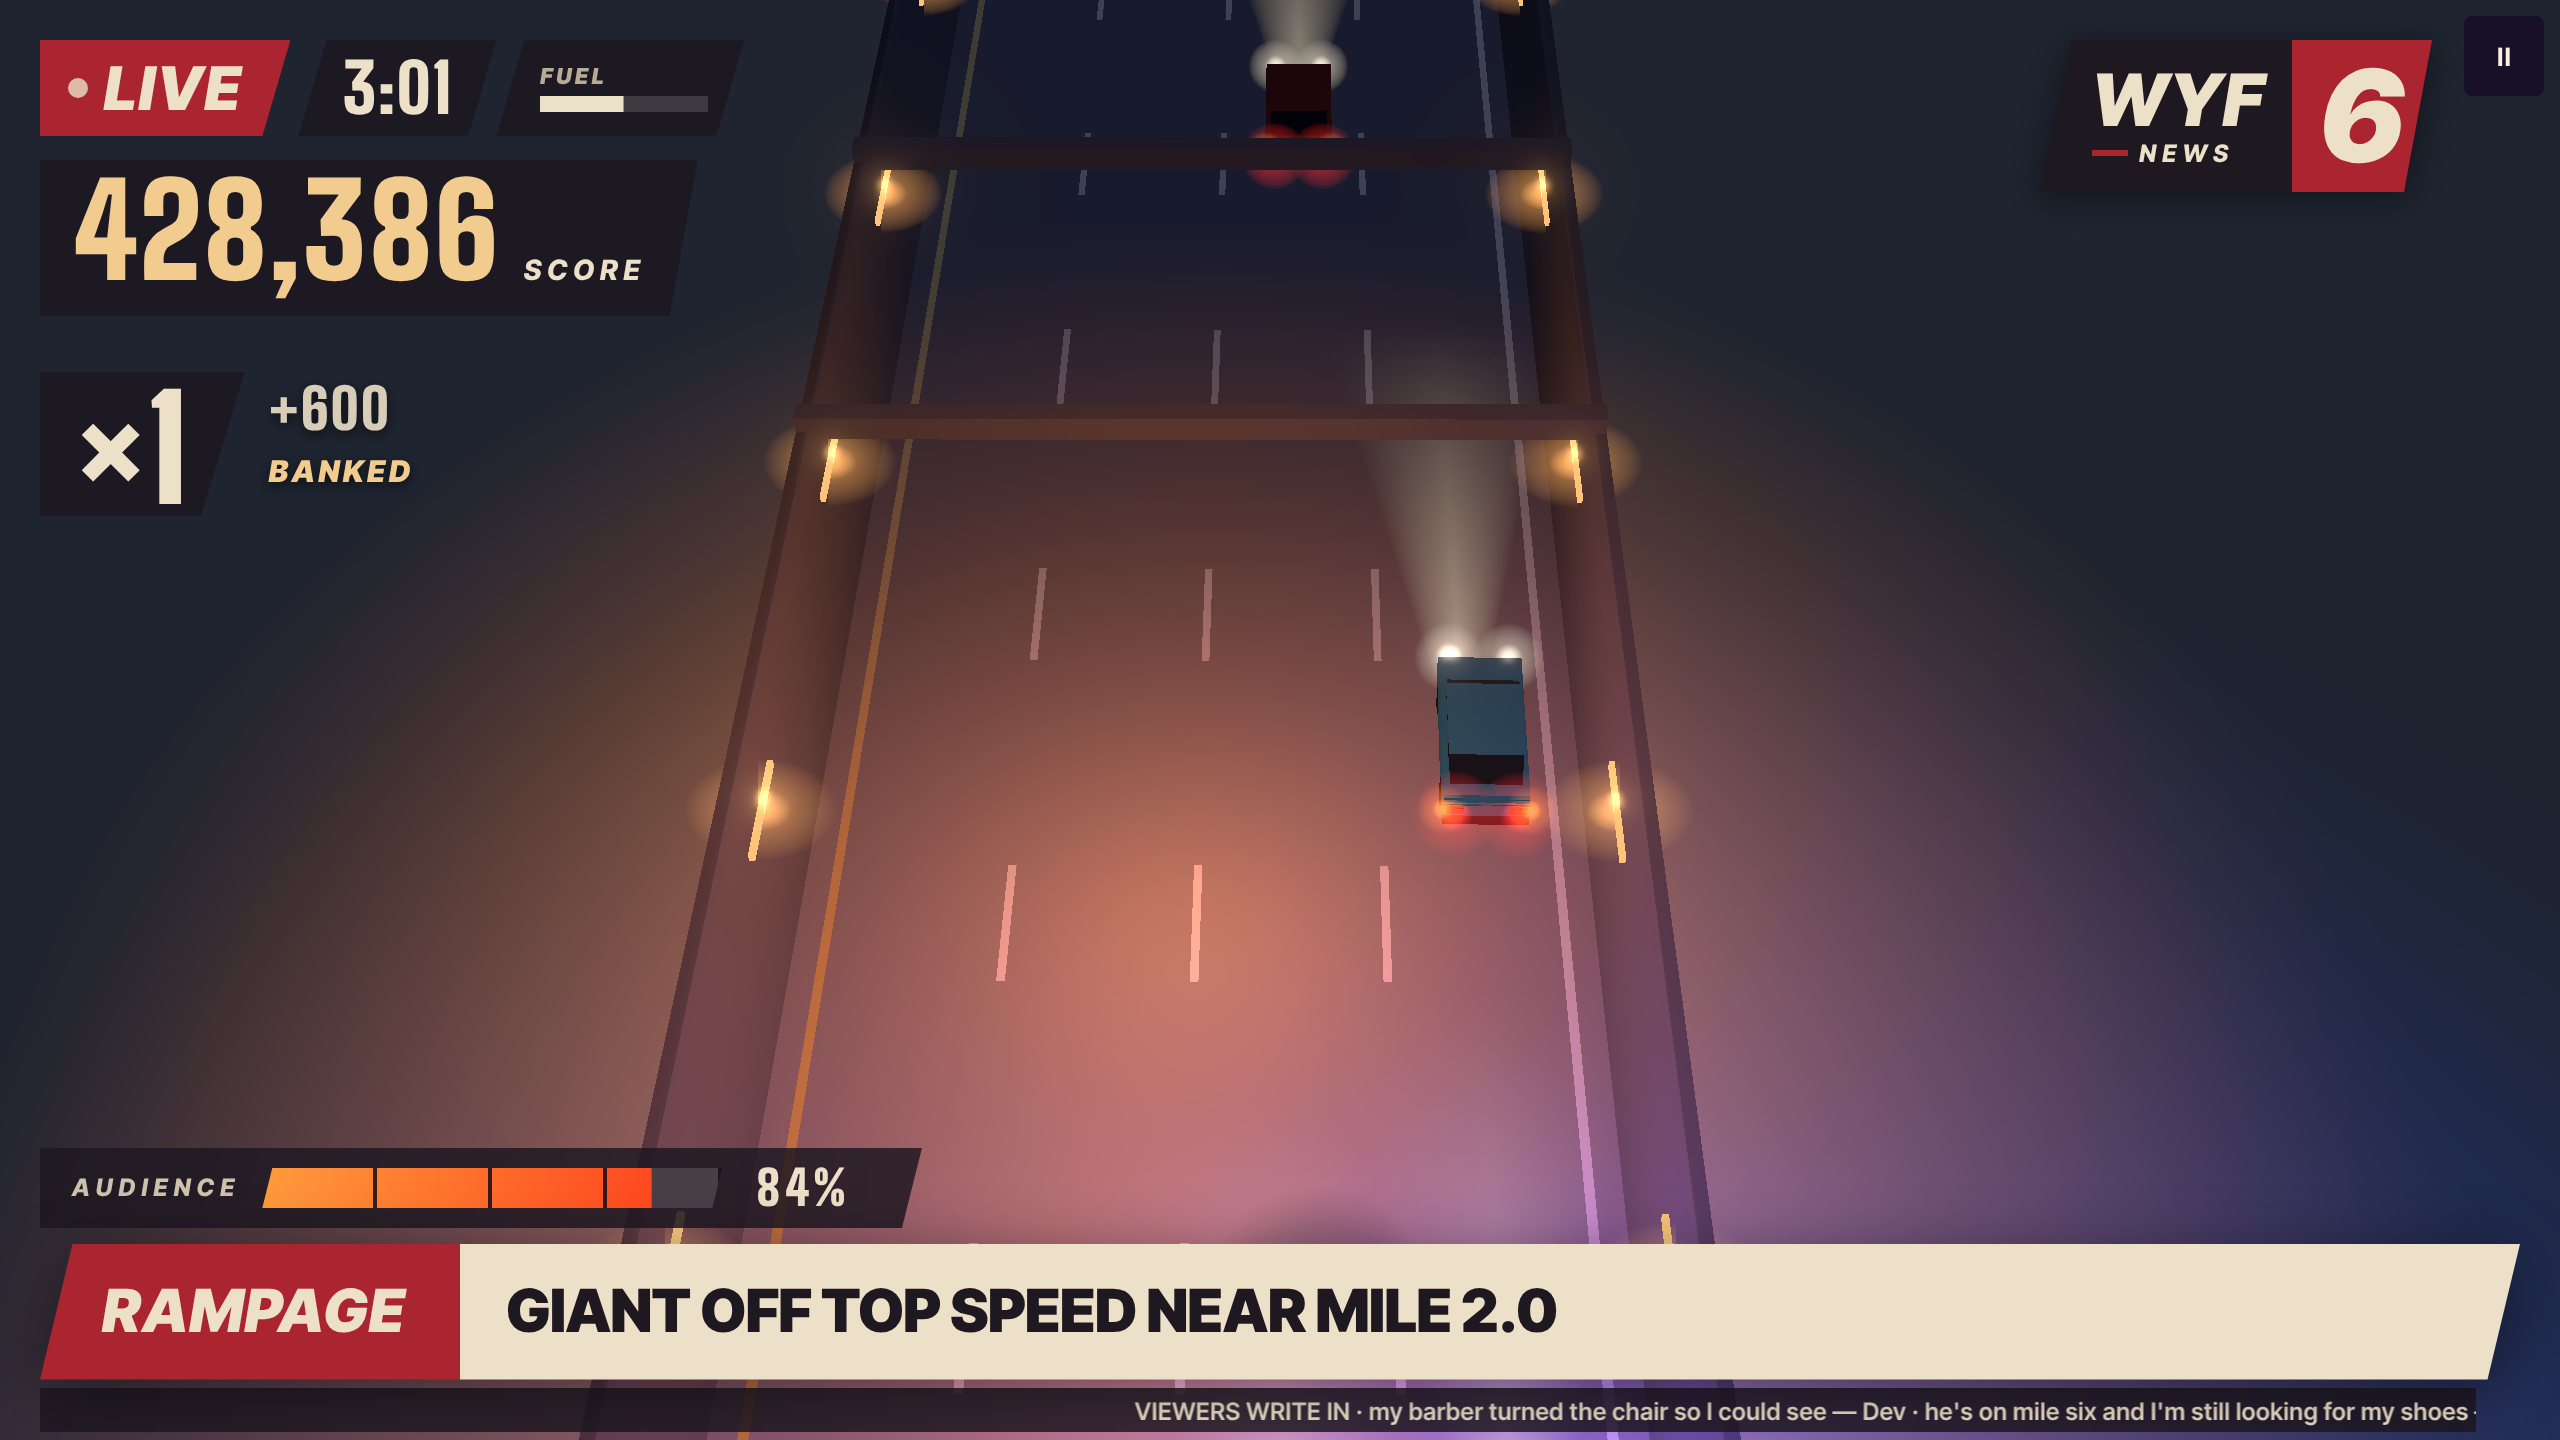 LIVE
3:01
FUEL
428,386 SCORE
×1
+600
BANKED
WYF
NEWS
6
AUDIENCE
84%
RAMPAGE
GIANT OFF TOP SPEED NEAR MILE 2.0
VIEWERS WRITE IN · my barber turned the chair so I could see — Dev · he's on mile six and I'm still looking for my shoes ·